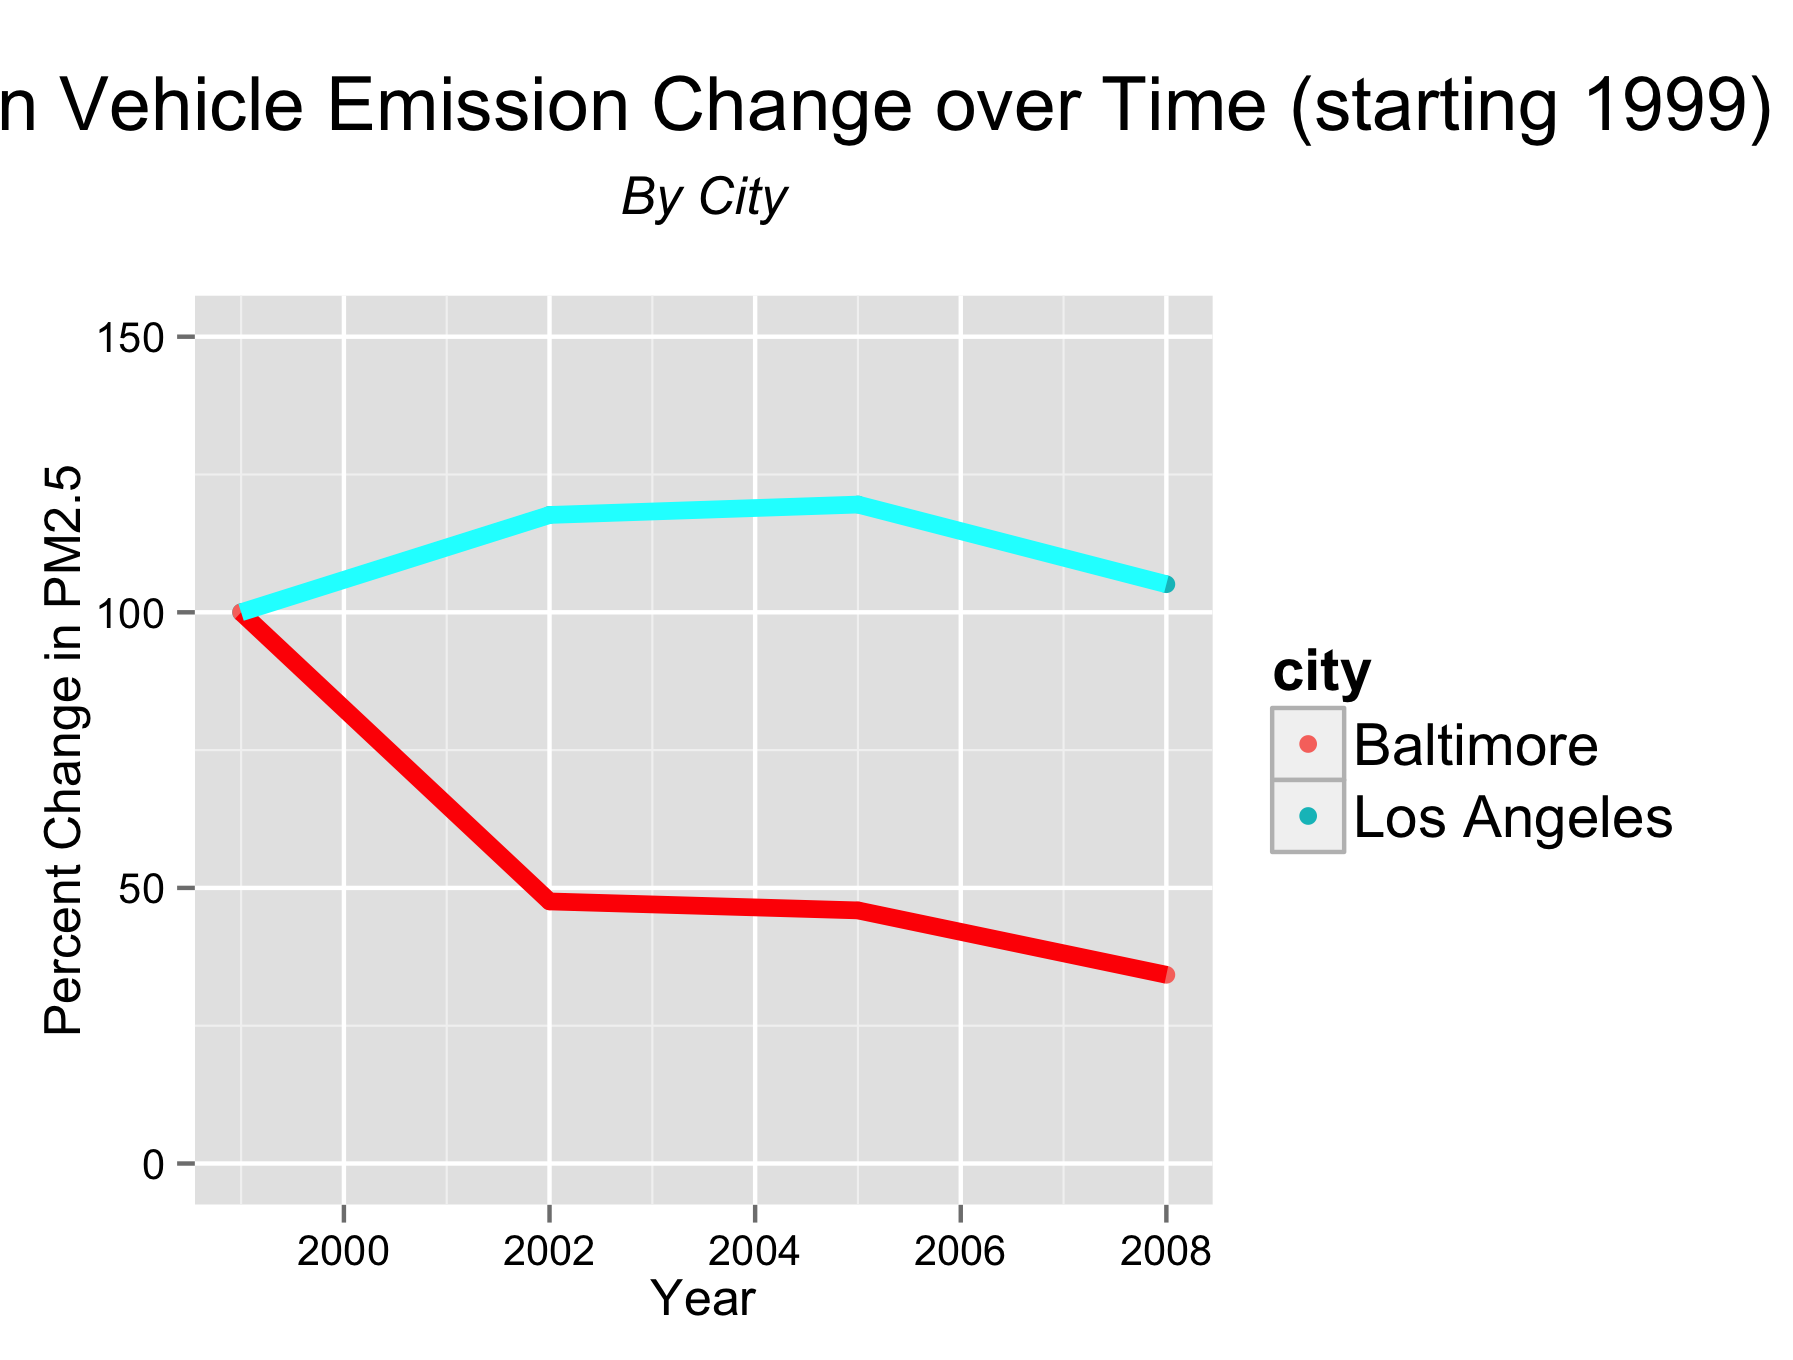 n Vehicle Emission Change over Time (starting 1999)
By City
150
100
50
0
Percent Change in PM2.5
2000 2002 2004 2006 2008
Year
city
Baltimore
Los Angeles